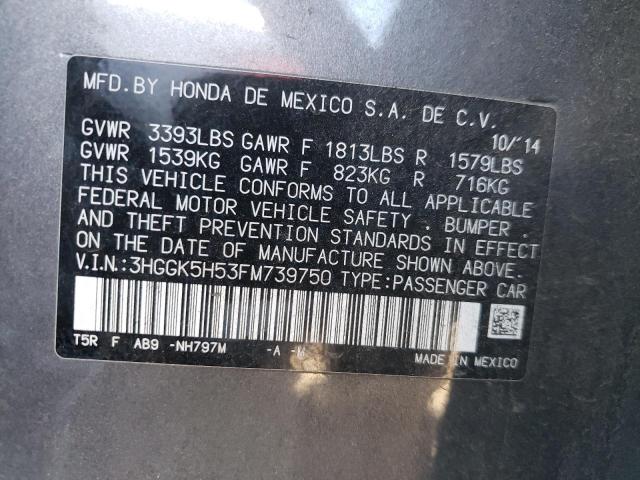 MFD.BY HONDA DE MEXICO S.A. DE C.V.
10/'14
GVWR 3393LBS GAWR F 1813LBS R 1579LBS
GVWR 1539KG GAWR F 823KG R 716KG
THIS VEHICLE CONFORMS TO ALL APPLICABLE
FEDERAL MOTOR VEHICLE SAFETY . BUMPER .
AND THEFT PREVENTION STANDARDS IN EFFECT
ON THE DATE OF MANUFACTURE SHOWN ABOVE.
V.I.N.:3HGGK5H53FM739750 TYPE:PASSENGER CAR
T5R F AB9 -NH797M -A -M
MADE IN MEXICO